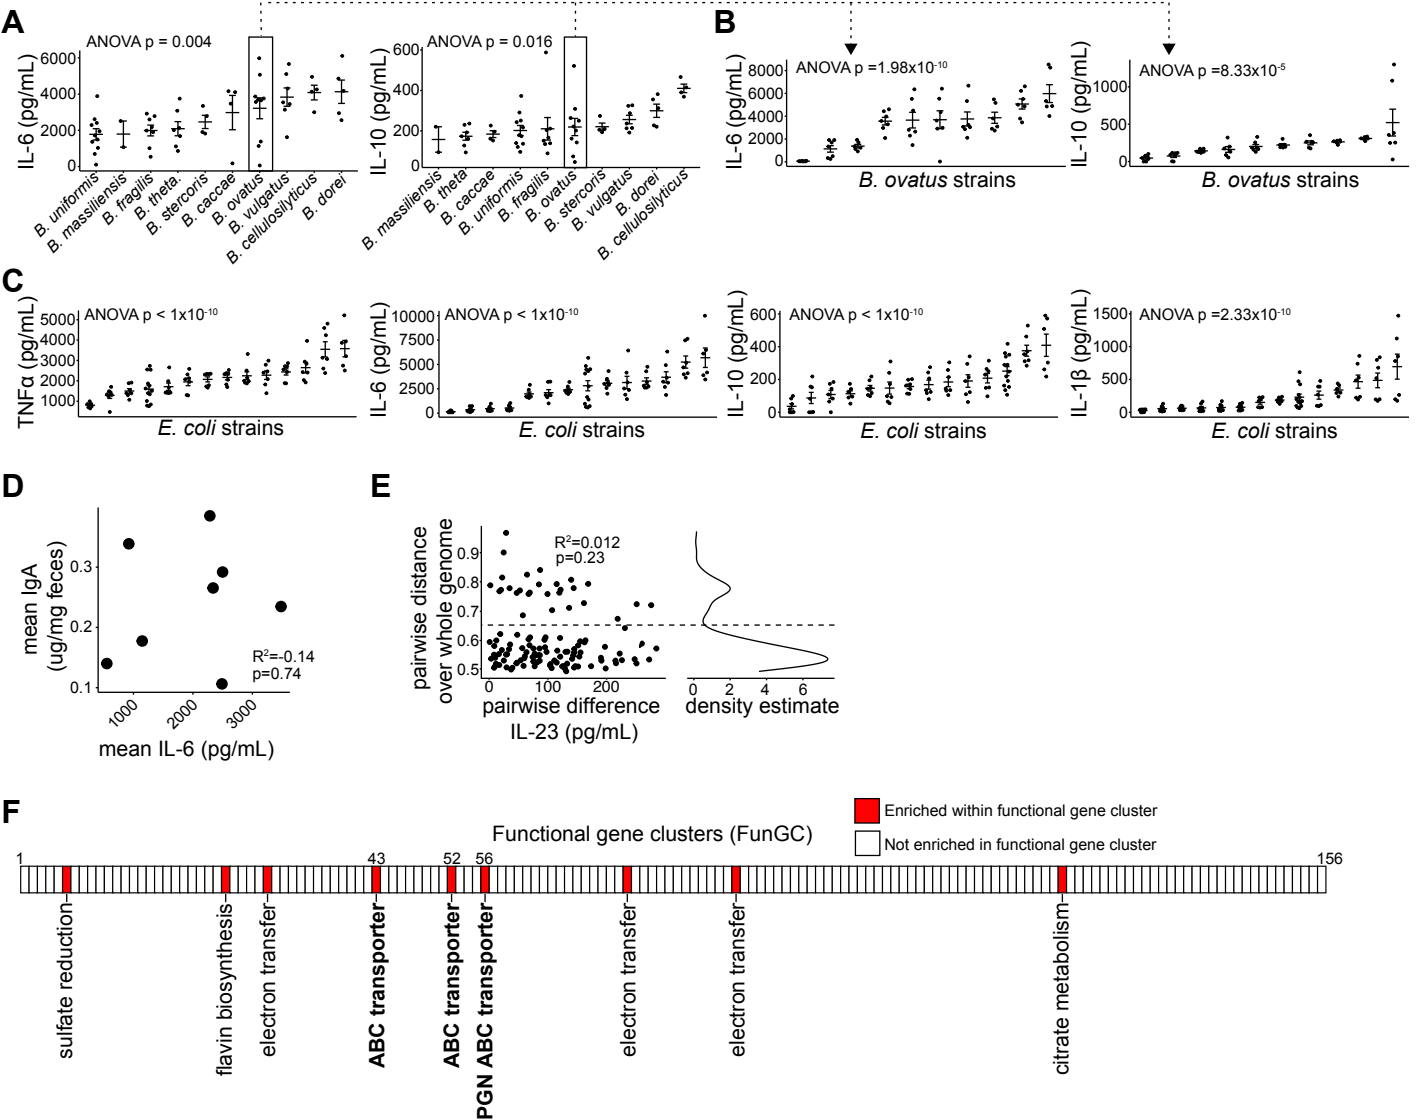 A
ANOVA p = 0.004
IL-6 (pg/mL)
6000
4000
2000
0
B. uniformis
B. massiliensis
B. fragilis
B. theta.
B. stercoris
B. caccae
B. ovatus
B. vulgatus
B. cellulosilyticus
B. dorei
ANOVA p = 0.016
IL-10 (pg/mL)
600
400
200
0
B. massiliensis
B. theta.
B. caccae
B. uniformis
B. fragilis
B. ovatus
B. stercoris
B. vulgatus
B. dorei
B. cellulosilyticus
B
ANOVA p =1.98x10⁻¹⁰
IL-6 (pg/mL)
8000
6000
4000
2000
0
B. ovatus strains
ANOVA p =8.33x10⁻⁵
IL-10 (pg/mL)
1000
500
0
B. ovatus strains
C
ANOVA p < 1x10⁻¹⁰
TNFα (pg/mL)
5000
4000
3000
2000
1000
E. coli strains
ANOVA p < 1x10⁻¹⁰
IL-6 (pg/mL)
10000
7500
5000
2500
0
E. coli strains
ANOVA p < 1x10⁻¹⁰
IL-10 (pg/mL)
600
400
200
0
E. coli strains
ANOVA p =2.33x10⁻¹⁰
IL-1β (pg/mL)
1500
1000
500
0
E. coli strains
D
mean IgA
(ug/mg feces)
0.3
0.2
0.1
R²=-0.14
p=0.74
1000
2000
3000
mean IL-6 (pg/mL)
E
pairwise distance
over whole genome
0.9
0.8
0.7
0.6
0.5
R²=0.012
p=0.23
0
100
200
pairwise difference
IL-23 (pg/mL)
0
2
4
6
density estimate
F
Enriched within functional gene cluster
Not enriched in functional gene cluster
Functional gene clusters (FunGC)
1
43
52
56
156
sulfate reduction
flavin biosynthesis
electron transfer
ABC transporter
ABC transporter
PGN ABC transporter
electron transfer
electron transfer
citrate metabolism